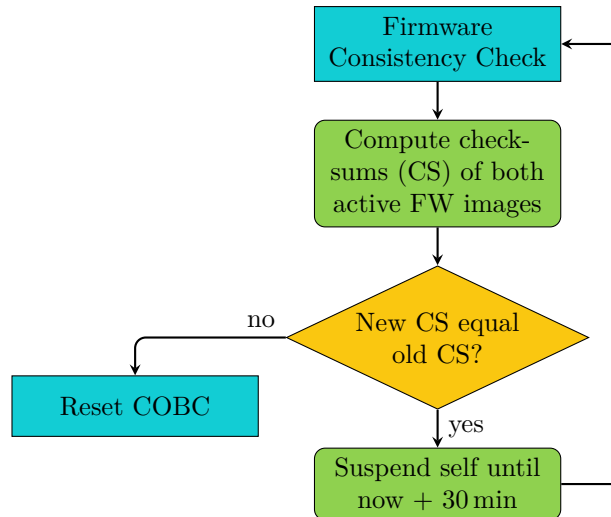 Firmware
Consistency Check
Compute check-
sums (CS) of both
active FW images
New CS equal
old CS?
no
Reset COBC
yes
Suspend self until
now + 30 min